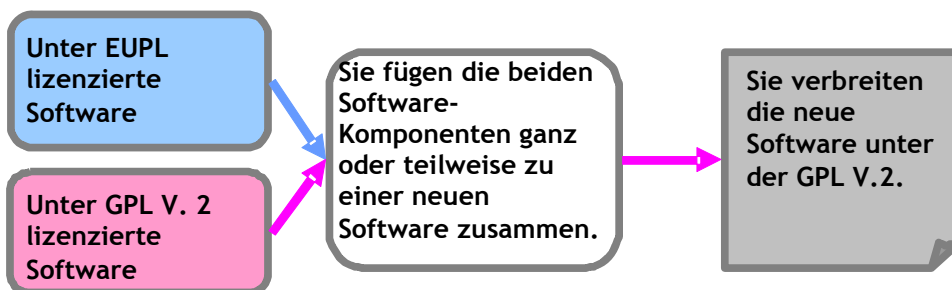 Unter EUPL
lizenzierte
Software
Unter GPL V. 2
lizenzierte
Software
Sie fügen die beiden
Software-
Komponenten ganz
oder teilweise zu
einer neuen
Software zusammen.
Sie verbreiten
die neue
Software unter
der GPL V.2.